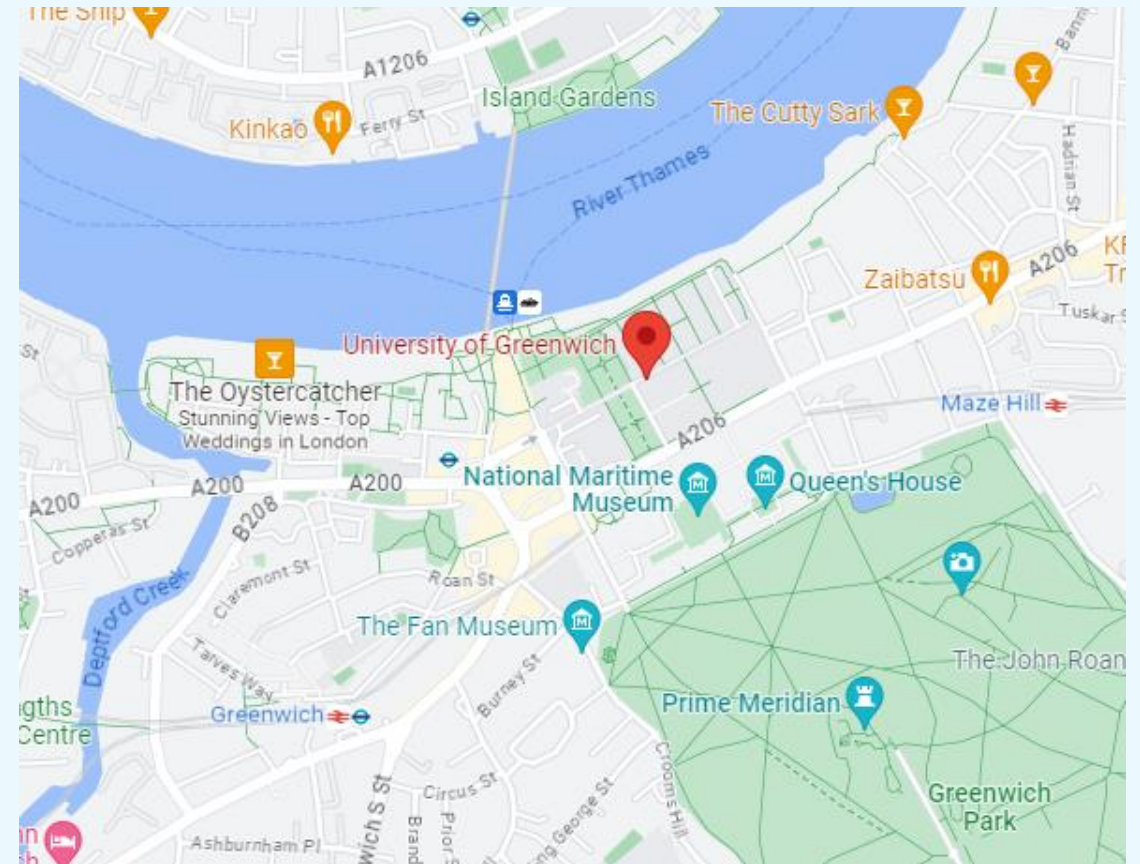 The Ship
A1206
Island Gardens
Kinkao
Ferry St
The Cutty Sark
Hadrian St
River Thames
A206
Zaibatsu
St
University of Greenwich
The Oystercatcher
Stunning Views - Top
Weddings in London
Maze Hill
A206
National Maritime
Museum
Queen's House
A200
A200
A200
B208
Copperas St
Claremont St
Roan St
Deptford Creek
The Fan Museum
The John Roan
Burney St
Prime Meridian
Greenwich
Centre
Crooms Hill
Circus St
Greenwich
Park
Ashburnham Pl